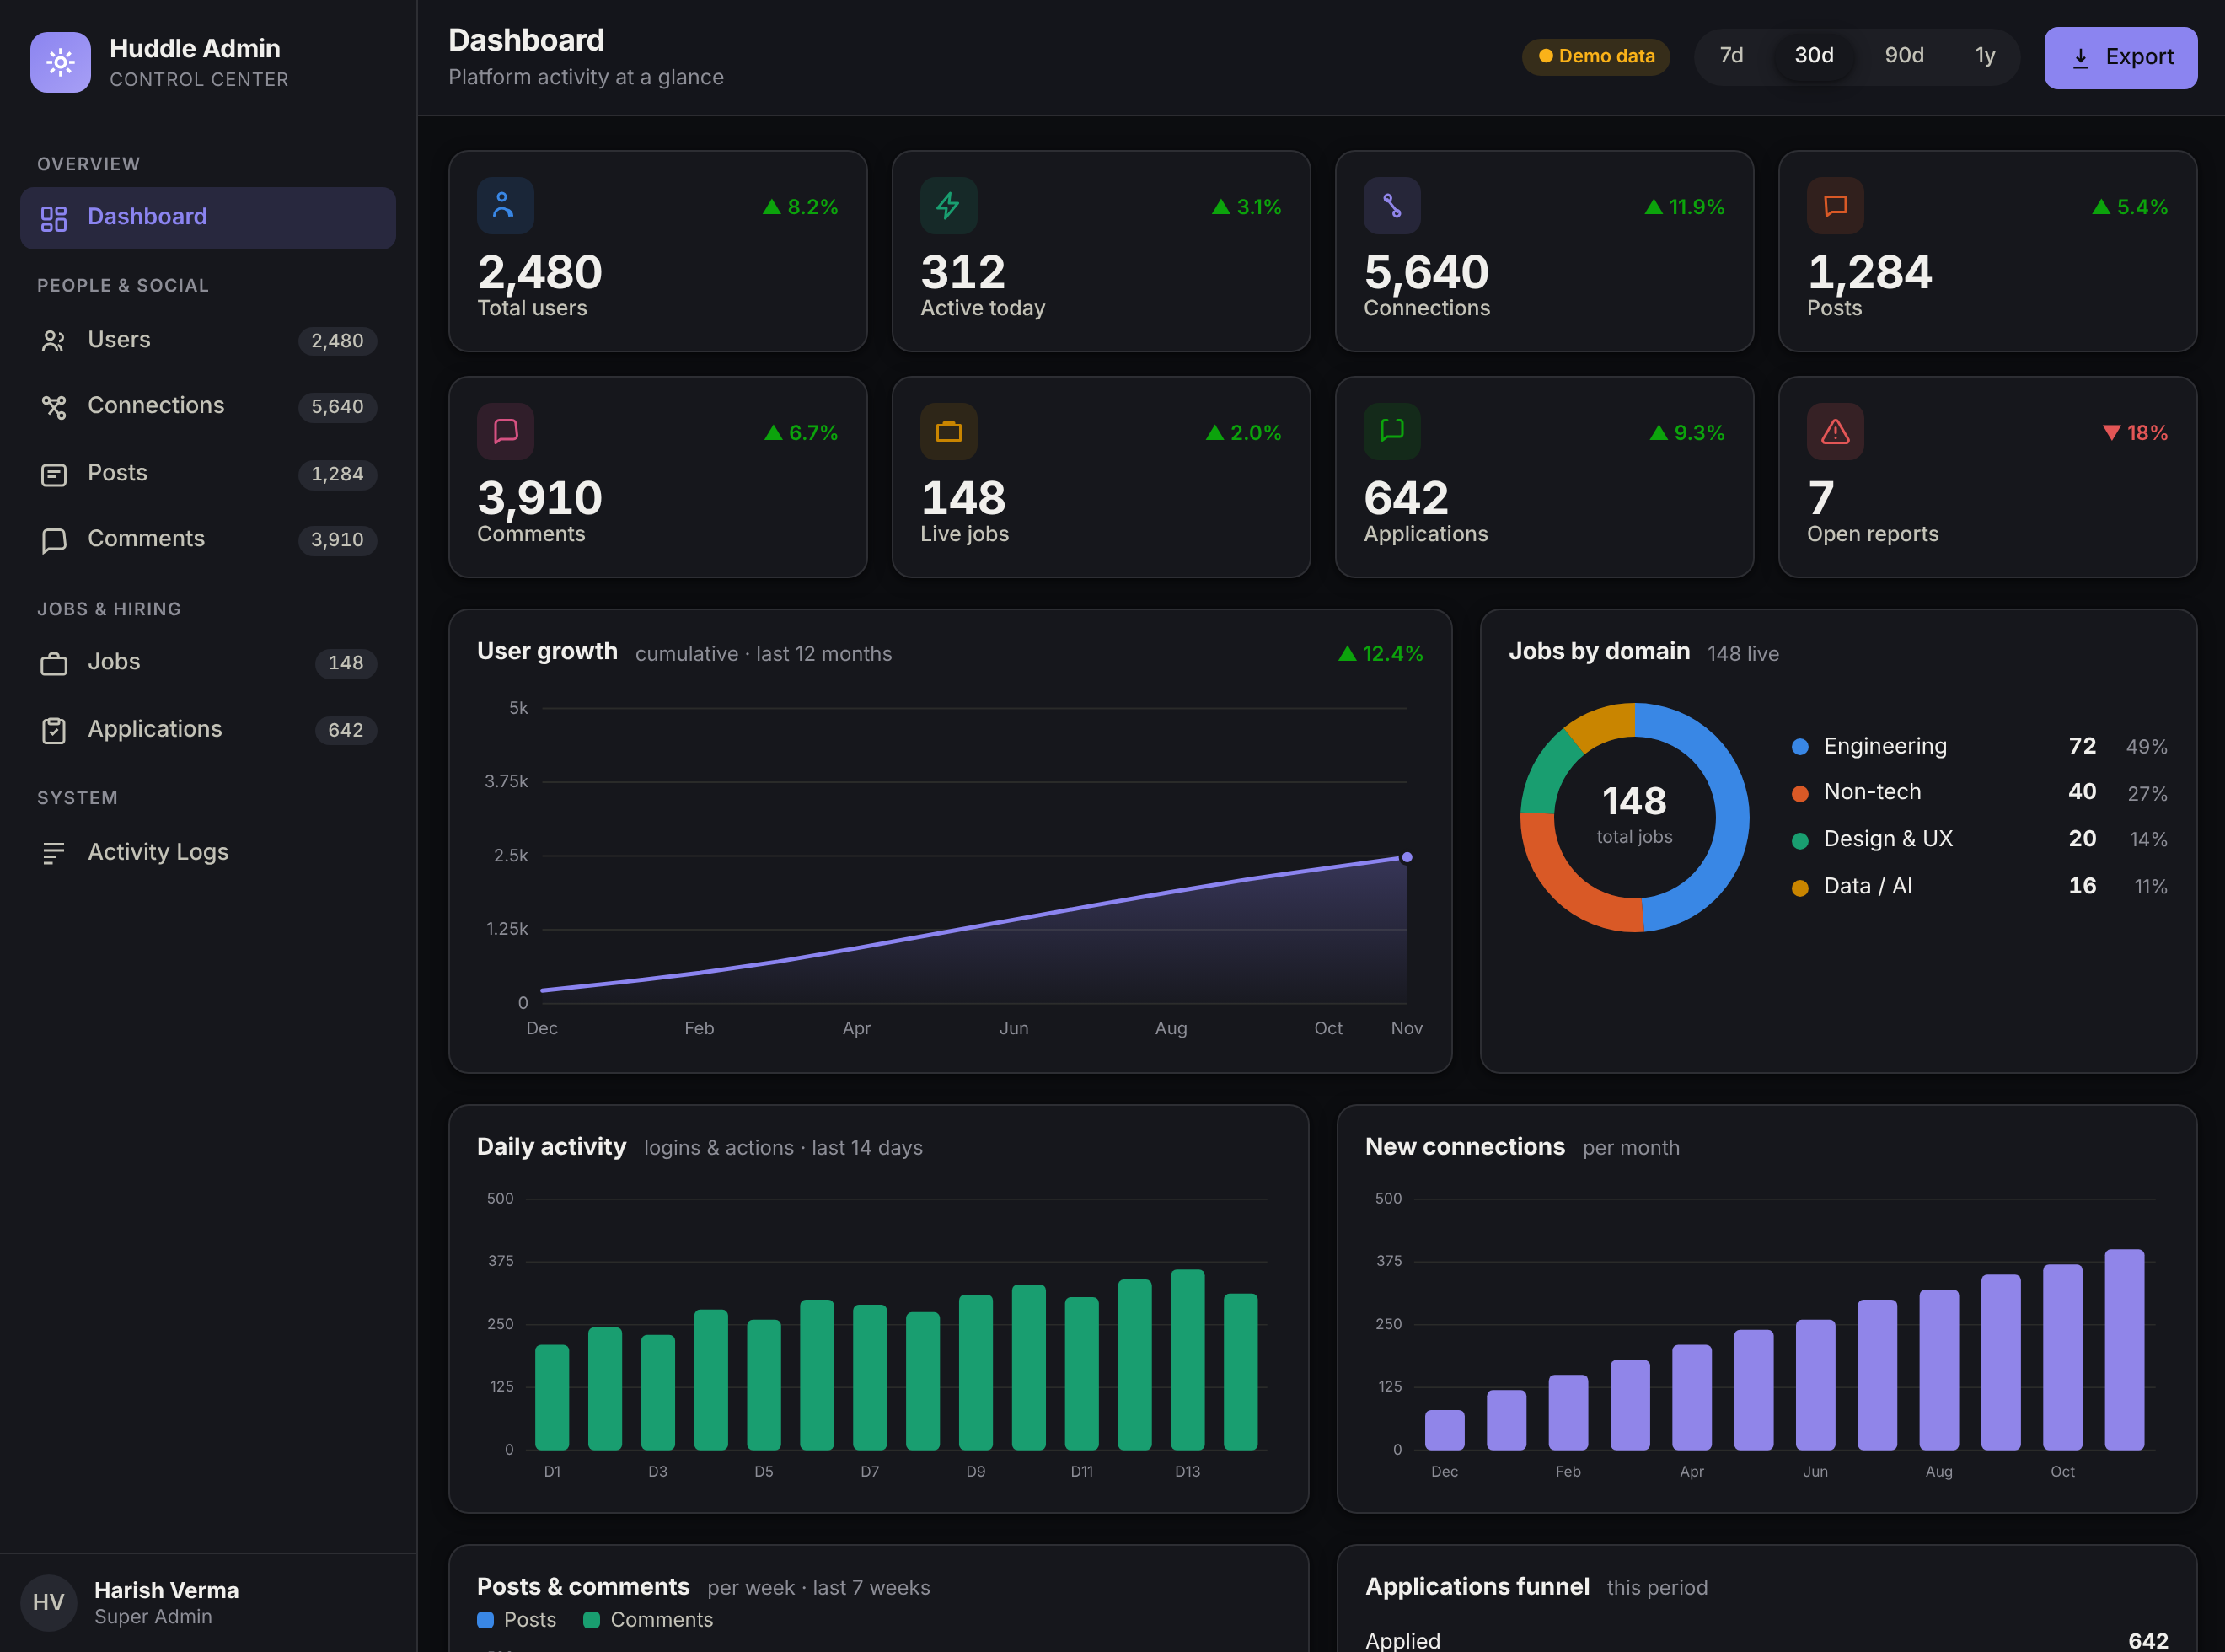 Huddle Admin
CONTROL CENTER
OVERVIEW
Dashboard
PEOPLE & SOCIAL
Users 2,480
Connections 5,640
Posts 1,284
Comments 3,910
JOBS & HIRING
Jobs 148
Applications 642
SYSTEM
Activity Logs
HV
Harish Verma
Super Admin
Dashboard
Platform activity at a glance
Demo data
7d 30d 90d 1y
Export
▲ 8.2%
2,480
Total users
▲ 3.1%
312
Active today
▲ 11.9%
5,640
Connections
▲ 5.4%
1,284
Posts
▲ 6.7%
3,910
Comments
▲ 2.0%
148
Live jobs
▲ 9.3%
642
Applications
▼ 18%
7
Open reports
User growth cumulative · last 12 months ▲ 12.4%
5k
3.75k
2.5k
1.25k
0
Dec Feb Apr Jun Aug Oct Nov
Jobs by domain 148 live
148
total jobs
Engineering 72 49%
Non-tech 40 27%
Design & UX 20 14%
Data / AI 16 11%
Daily activity logins & actions · last 14 days
500
375
250
125
0
D1 D3 D5 D7 D9 D11 D13
New connections per month
500
375
250
125
0
Dec Feb Apr Jun Aug Oct
Posts & comments per week · last 7 weeks
Posts Comments
Applications funnel this period
Applied 642